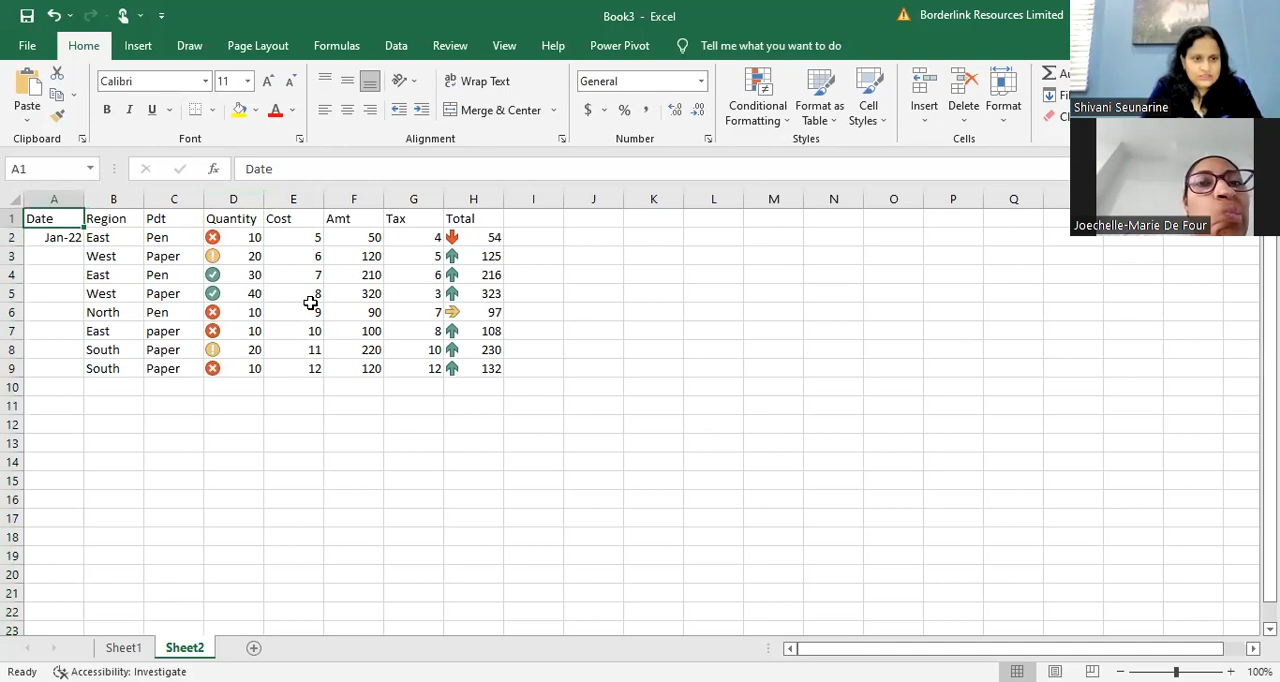 Book3 - Excel
Borderlink Resources Limited
File Home Insert Draw Page Layout Formulas Data Review View Help Power Pivot Tell me what you want to do
Paste
Clipboard
Calibri 11
B I U A
Font
Wrap Text
Merge & Center
Alignment
General
$ % ,
Number
Conditional Formatting
Format as Table
Cell Styles
Styles
Insert Delete Format
Cells
Shivani Seunarine
Joechelle-Marie De Four
A1 fx Date
A B C D E F G H I J K L M N O P Q
1 Date Region Pdt Quantity Cost Amt Tax Total
2 Jan-22 East Pen 10 5 50 4 54
3 West Paper 20 6 120 5 125
4 East Pen 30 7 210 6 216
5 West Paper 40 8 320 3 323
6 North Pen 10 9 90 7 97
7 East paper 10 10 100 8 108
8 South Paper 20 11 220 10 230
9 South Paper 10 12 120 12 132
10
11
12
13
14
15
16
17
18
19
20
21
22
23
Sheet1 Sheet2
Ready Accessibility: Investigate 100%